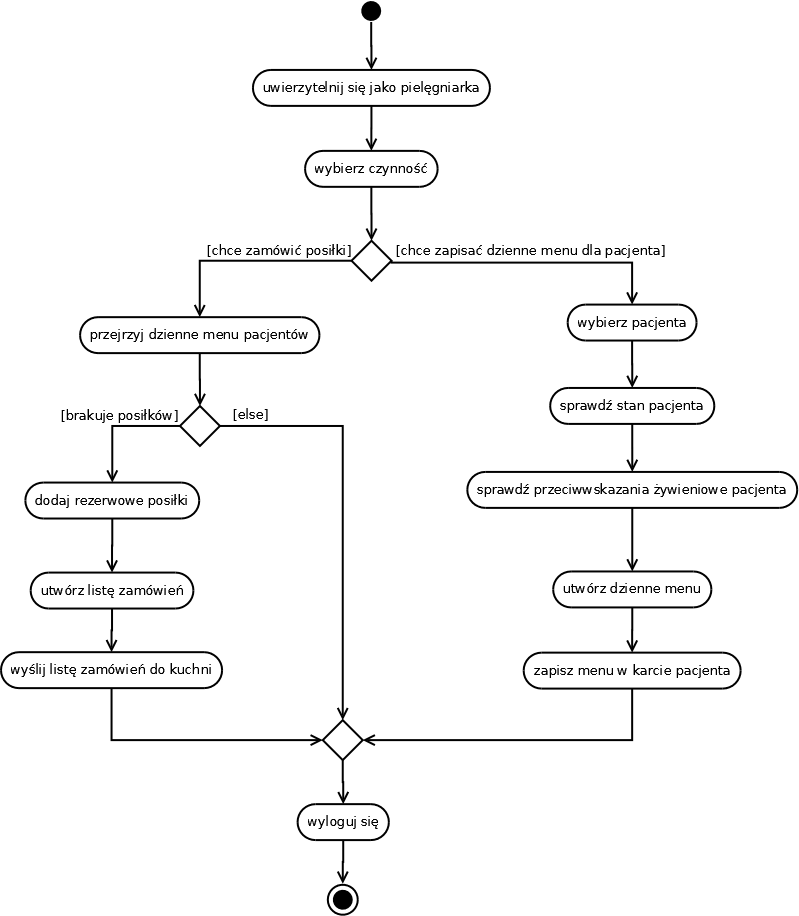 uwierzytelnij się jako pielęgniarka
wybierz czynność
[chce zamówić posiłki]
[chce zapisać dzienne menu dla pacjenta]
przejrzyj dzienne menu pacjentów
[brakuje posiłków]
[else]
dodaj rezerwowe posiłki
utwórz listę zamówień
wyślij listę zamówień do kuchni
wybierz pacjenta
sprawdź stan pacjenta
sprawdź przeciwwskazania żywieniowe pacjenta
utwórz dzienne menu
zapisz menu w karcie pacjenta
wyloguj się